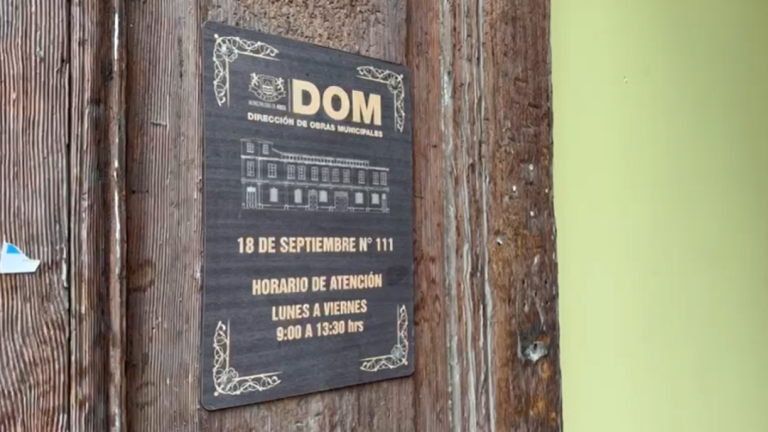 DOM
DIRECCIÓN DE OBRAS MUNICIPALES
18 DE SEPTIEMBRE N° 111
HORARIO DE ATENCIÓN
LUNES A VIERNES
9:00 A 13:30 hrs